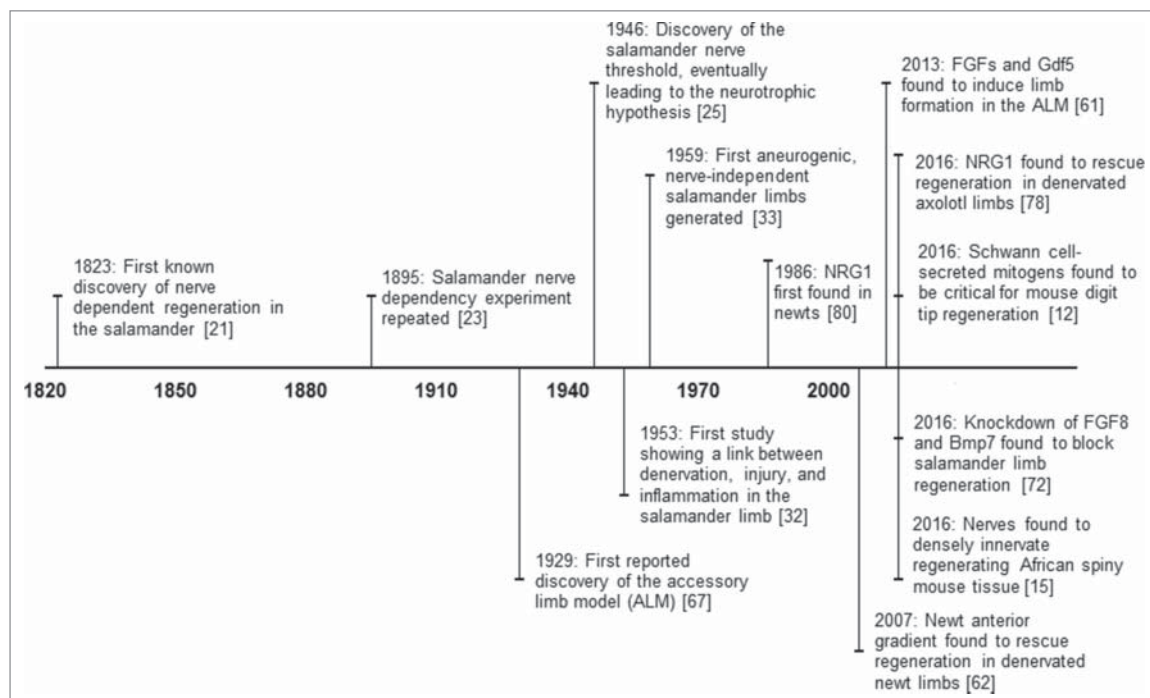 1946: Discovery of the
salamander nerve
threshold, eventually
leading to the neurotrophic
hypothesis [25]
2013: FGFs and Gdf5
found to induce limb
formation in the ALM [61]
1959: First aneurogenic,
nerve-independent
salamander limbs
generated [33]
2016: NRG1 found to rescue
regeneration in denervated
axolotl limbs [78]
1823: First known
discovery of nerve
dependent regeneration in
the salamander [21]
1895: Salamander nerve
dependency experiment
repeated [23]
1986: NRG1
first found in
newts [80]
2016: Schwann cell-
secreted mitogens found to
be critical for mouse digit
tip regeneration [12]
1820 1850 1880 1910 1940 1970 2000
1953: First study
showing a link between
denervation, injury, and
inflammation in the
salamander limb [32]
2016: Knockdown of FGF8
and Bmp7 found to block
salamander limb
regeneration [72]
1929: First reported
discovery of the accessory
limb model (ALM) [67]
2016: Nerves found to
densely innervate
regenerating African spiny
mouse tissue [15]
2007: Newt anterior
gradient found to rescue
regeneration in denervated
newt limbs [62]